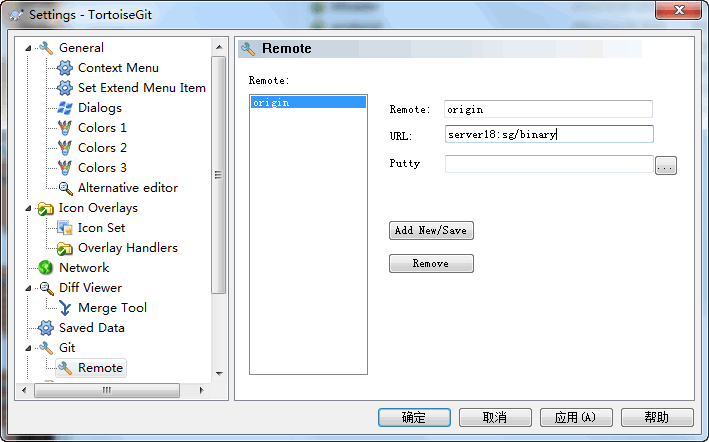 Settings - TortoiseGit
General
Context Menu
Set Extend Menu Item
Dialogs
Colors 1
Colors 2
Colors 3
Alternative editor
Icon Overlays
Icon Set
Overlay Handlers
Network
Diff Viewer
Merge Tool
Saved Data
Git
Remote
Remote
Remote:
origin
Remote: origin
URL: server18:sg/binary
Putty ...
Add New/Save
Remove
确定 取消 应用(A) 帮助